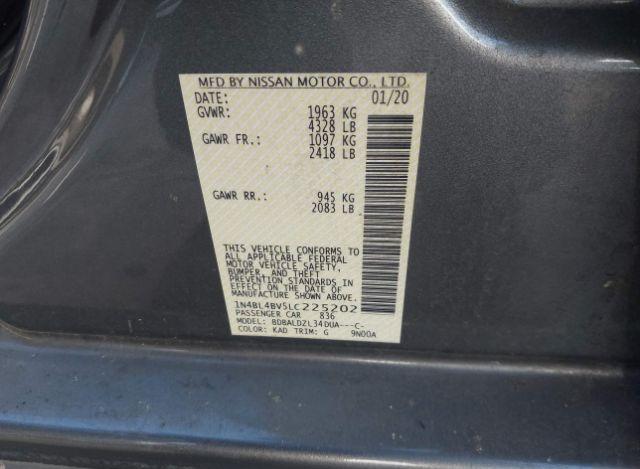 MFD BY NISSAN MOTOR CO., LTD.
DATE: 01/20
GVWR: 1963 KG
4328 LB
GAWR FR.: 1097 KG
2418 LB
GAWR RR.: 945 KG
2083 LB
THIS VEHICLE CONFORMS TO
ALL APPLICABLE FEDERAL
MOTOR VEHICLE SAFETY,
BUMPER, AND THEFT
PREVENTION STANDARDS IN
EFFECT ON THE DATE OF
MANUFACTURE SHOWN ABOVE.
1N4BL4BV5LC225202
PASSENGER CAR 836
MODEL: BDBALDZL34DUA---C-
COLOR: KAD TRIM: G 9N00A